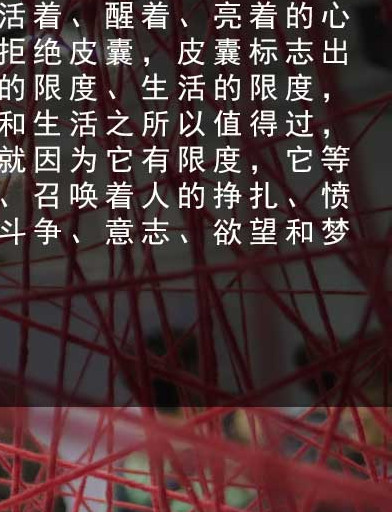 活着、醒着、亮着的心
拒绝皮囊，皮囊标志出
的限度、生活的限度，
和生活之所以值得过，
就因为它有限度，它等
、召唤着人的挣扎、愤
斗争、意志、欲望和梦